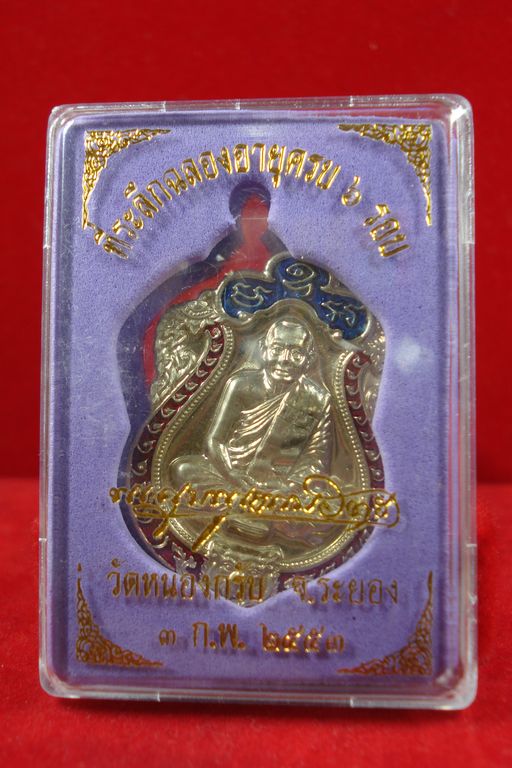 ที่ระลึกฉลองอายุครบ ๖ รอบ
วัดหนองกรับ จ.ระยอง
๓ ก.พ. ๒๕๕๓